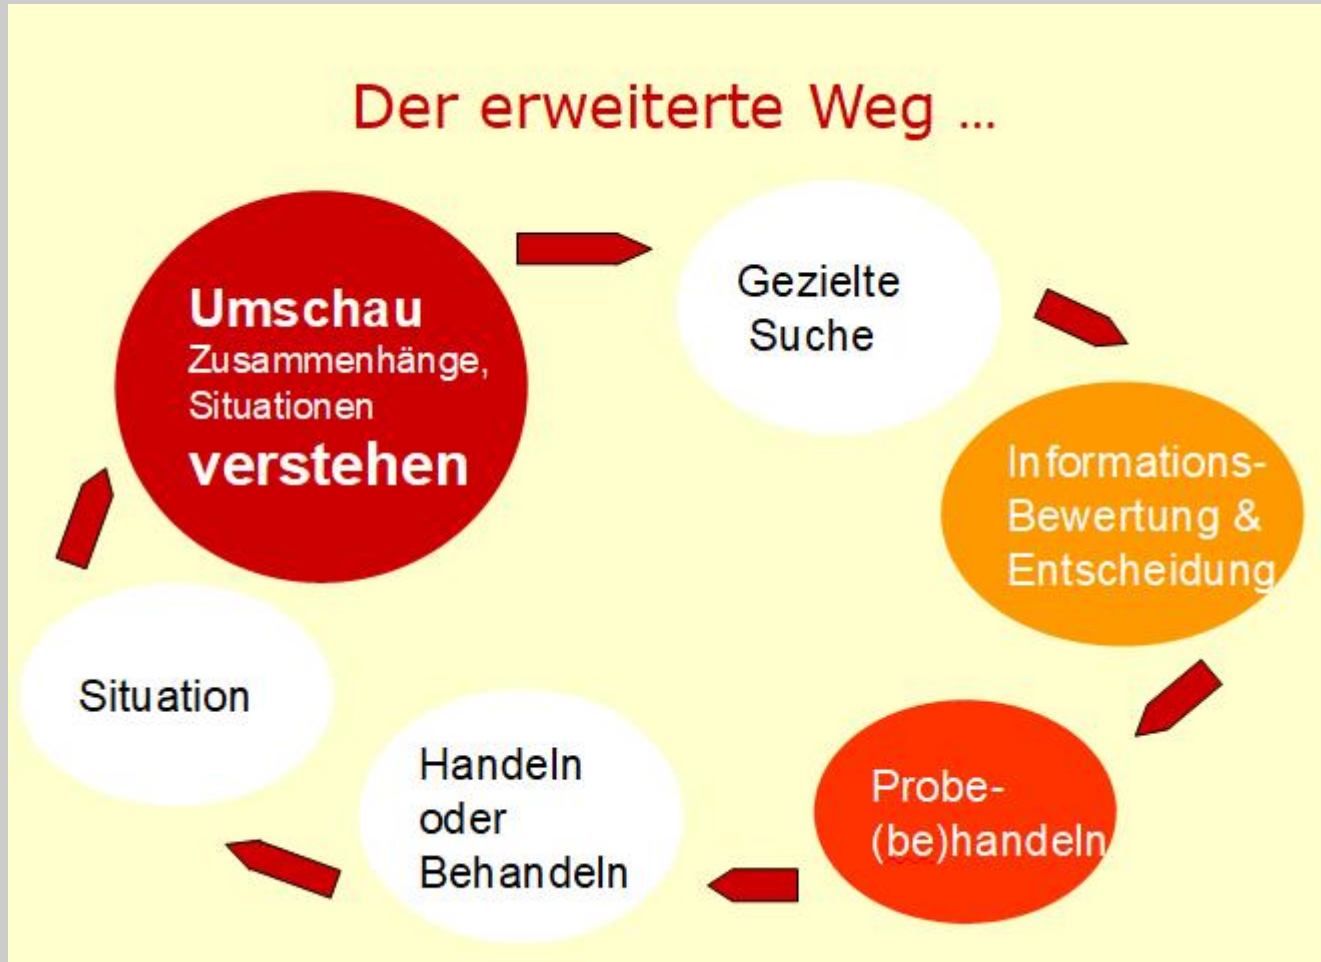 Der erweiterte Weg ...
Umschau
Zusammenhänge,
Situationen
verstehen
Gezielte
Suche
Informations-
Bewertung &
Entscheidung
Probe-
(be)handeln
Handeln
oder
Behandeln
Situation